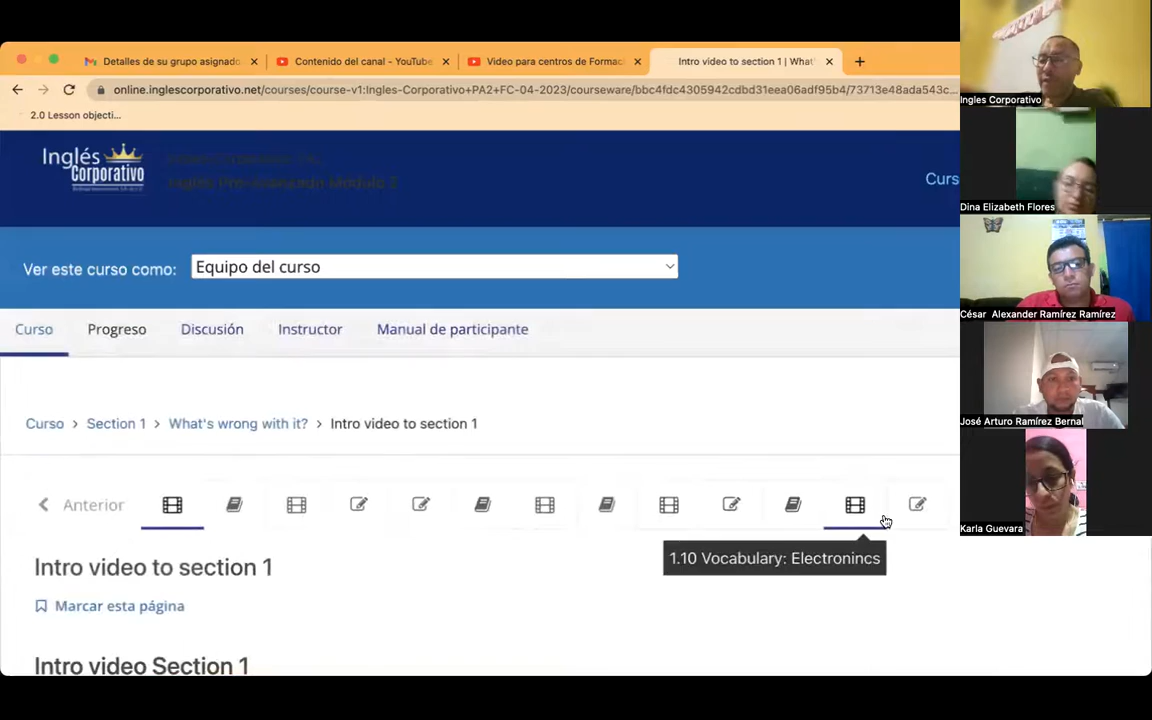 Detalles de su grupo asignado
Contenido del canal - YouTube
Video para centros de Formac
Intro video to section 1 | What'
online.inglescorporativo.net/courses/course-v1:Ingles-Corporativo+PA2+FC-04-2023/courseware/bbc4fdc4305942cdbd31eea06adf95b4/73713e48ada543c...
2.0 Lesson objecti...
Inglés
Corporativo
Curs
Ver este curso como:
Equipo del curso
Curso
Progreso
Discusión
Instructor
Manual de participante
Curso > Section 1 > What's wrong with it? > Intro video to section 1
Anterior
1.10 Vocabulary: Electronincs
Intro video to section 1
Marcar esta página
Intro video Section 1
Ingles Corporativo
Dina Elizabeth Flores
César Alexander Ramírez Ramírez
José Arturo Ramírez Bernal
Karla Guevara